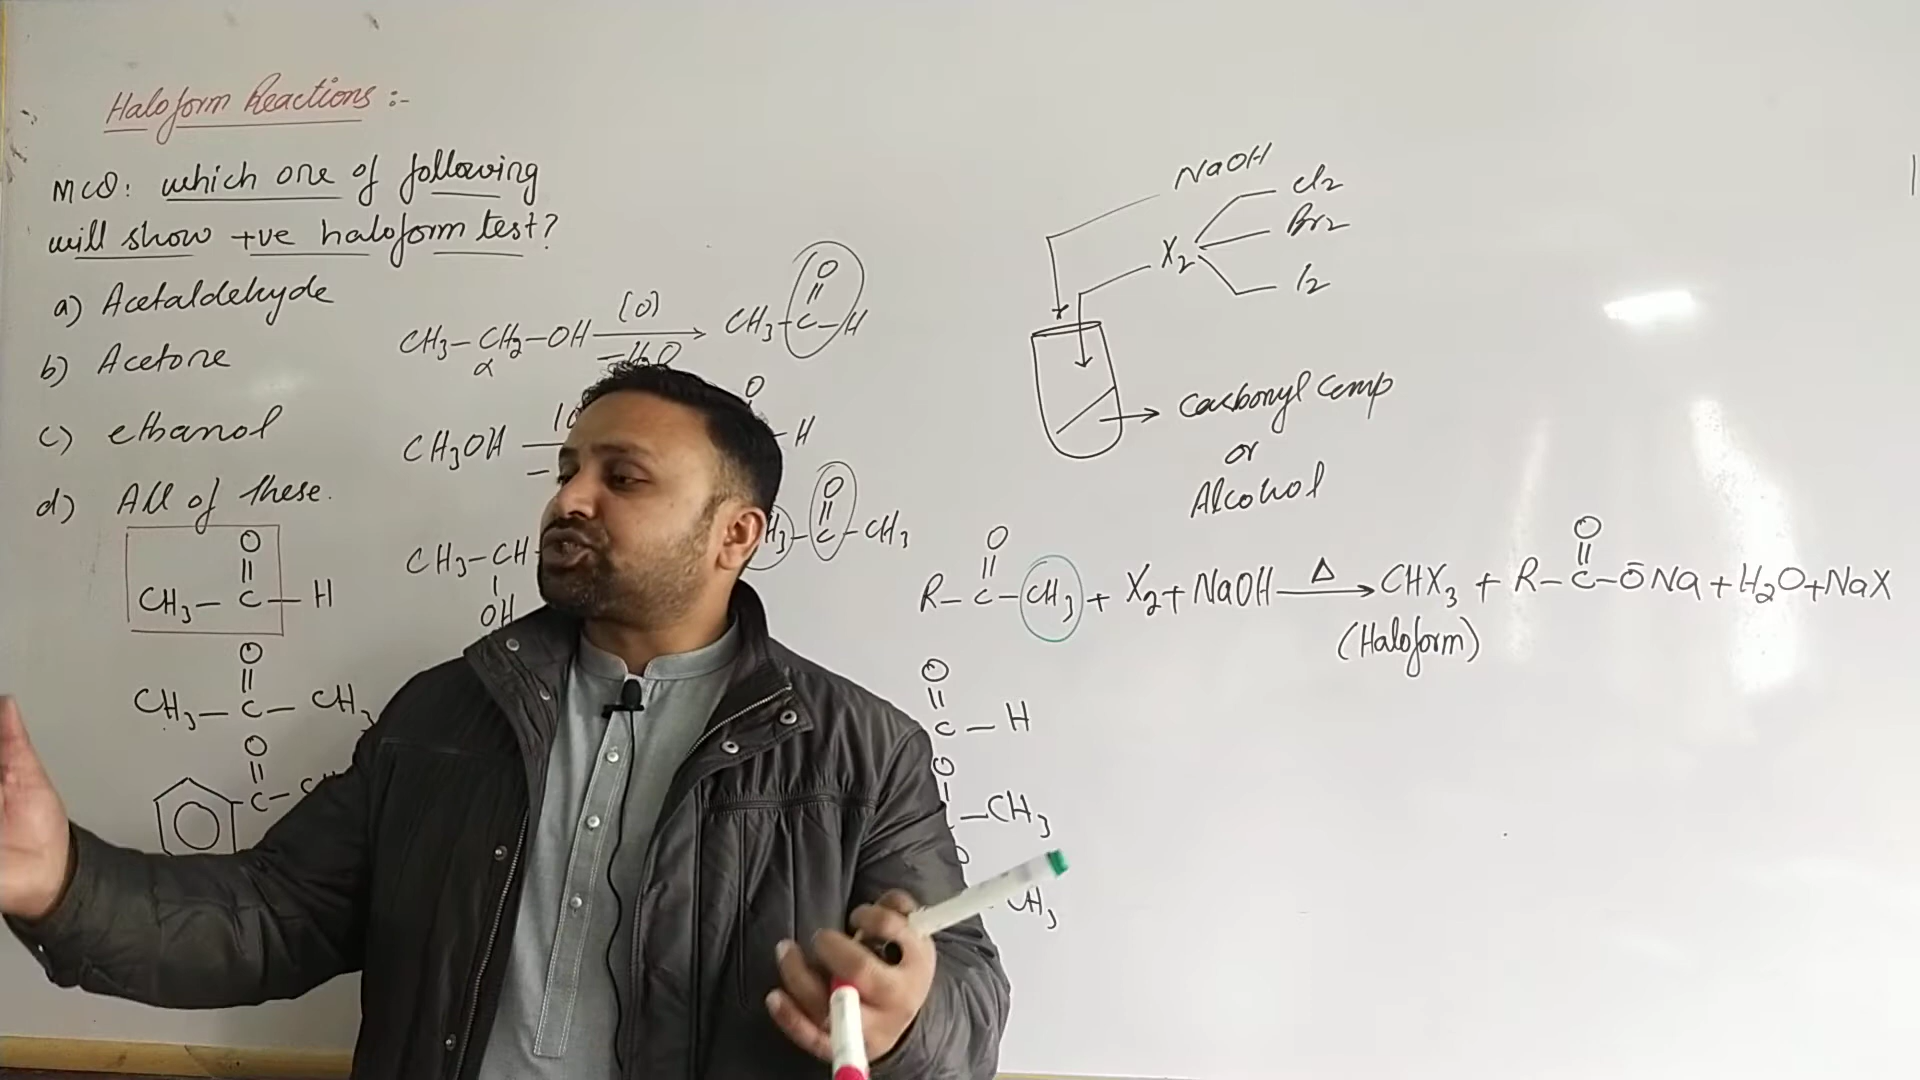 Haloform Reactions :-
MCQ: which one of following
will show +ve haloform test?
a) Acetaldehyde
b) Acetone
c) ethanol
d) All of these.
O
||
CH3 — C — H
O
||
CH3 — C — CH3
O
||
C —
CH3 — CH2 — OH (O) → CH3 — C — H
α −H2O
O
||
CH3OH
O
H
O
||
CH3 — CH
OH
C — CH3
NaOH
X2
Cl2
Br2
I2
→ Carbonyl Comp
or
Alcohol
O O
|| ||
R — C — CH3 + X2 + NaOH Δ → CHX3 + R — C — ŌNa + H2O + NaX
(Haloform)
O
||
C — H
O
— CH3